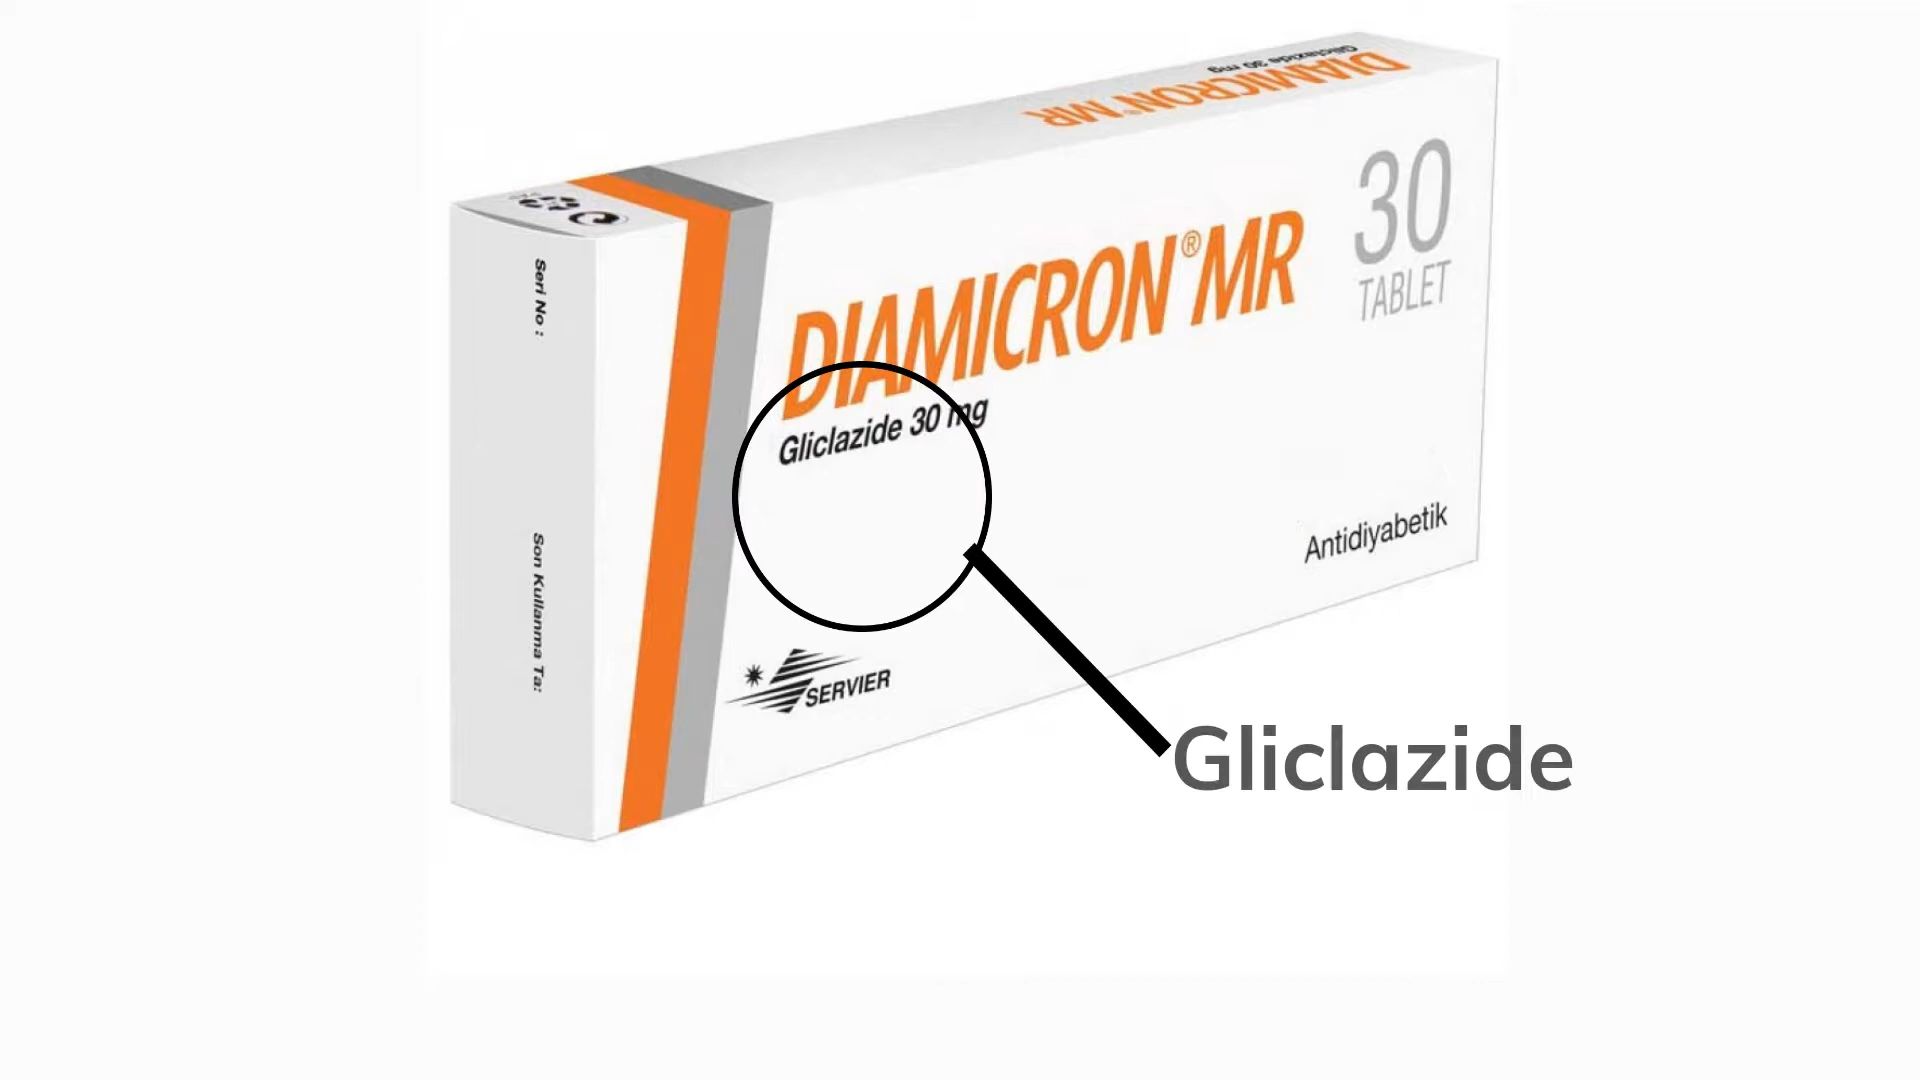 Gliclazide 30 mg
DIAMICRON® MR
30
TABLET
DIAMICRON®MR
Gliclazide 30 mg
Antidiyabetik
SERVIER
Seri No :
Son Kullanma Ta:
Gliclazide